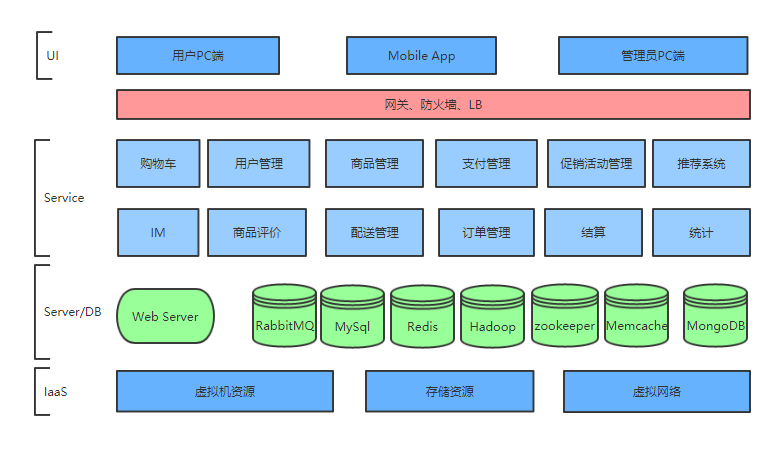 UI
用户PC端
Mobile App
管理员PC端
网关、防火墙、LB
Service
购物车
用户管理
商品管理
支付管理
促销活动管理
推荐系统
IM
商品评价
配送管理
订单管理
结算
统计
Server/DB
Web Server
RabbitMQ
MySql
Redis
Hadoop
zookeeper
Memcache
MongoDB
IaaS
虚拟机资源
存储资源
虚拟网络